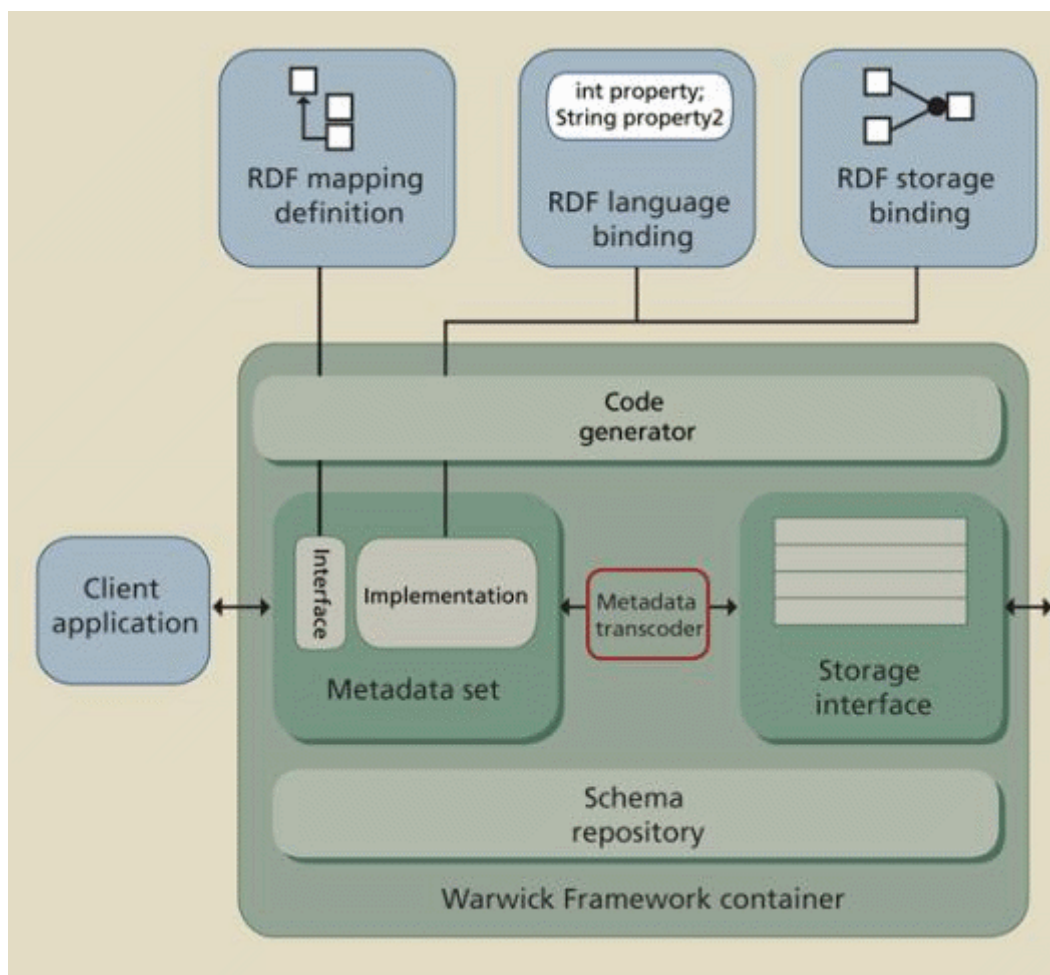 RDF mapping
definition
int property;
String property2
RDF language
binding
RDF storage
binding
Code
generator
Client
application
Interface
Implementation
Metadata set
Metadada
transcoder
Storage
interface
Schema
repository
Warwick Framework container